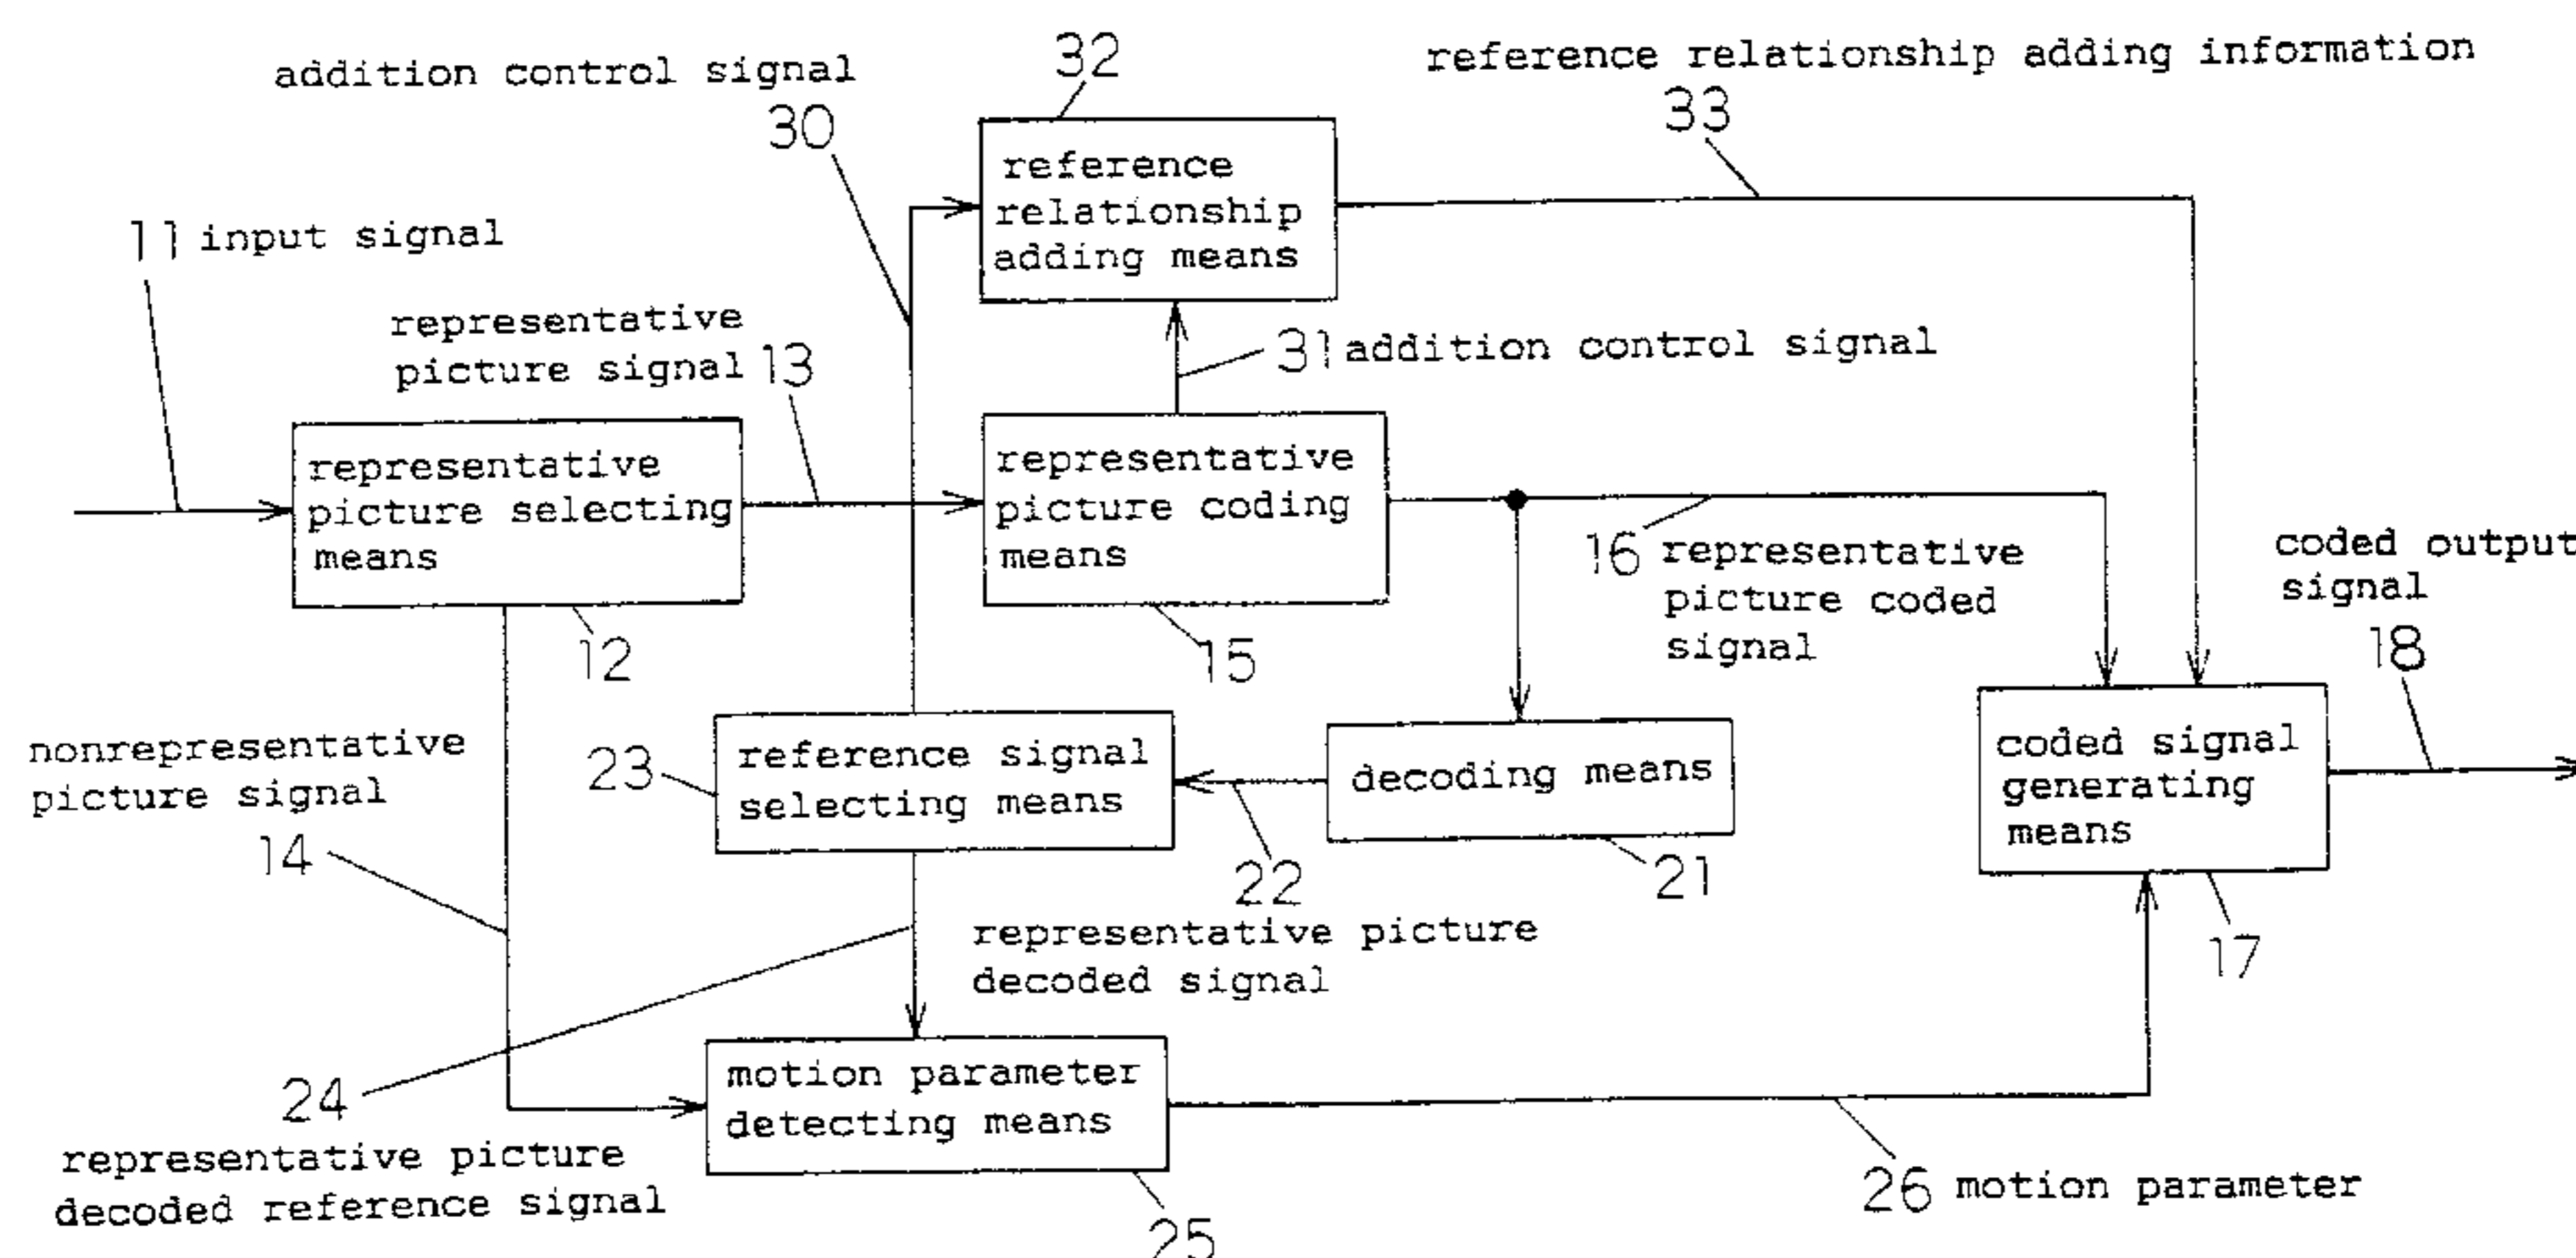 addition control signal
30
32
reference relationship adding information
33
reference
relationship
adding means
11 input signal
representative
picture signal 13
31 addition control signal
representative
picture selecting
means
12
representative
picture coding
means
15
16 representative
picture coded
signal
coded output
signal
18
nonrepresentative
picture signal
14
23
reference signal
selecting means
decoding means
21
22
representative picture
decoded signal
coded signal
generating
means
17
24
representative picture
decoded reference signal
motion parameter
detecting means
25
26 motion parameter